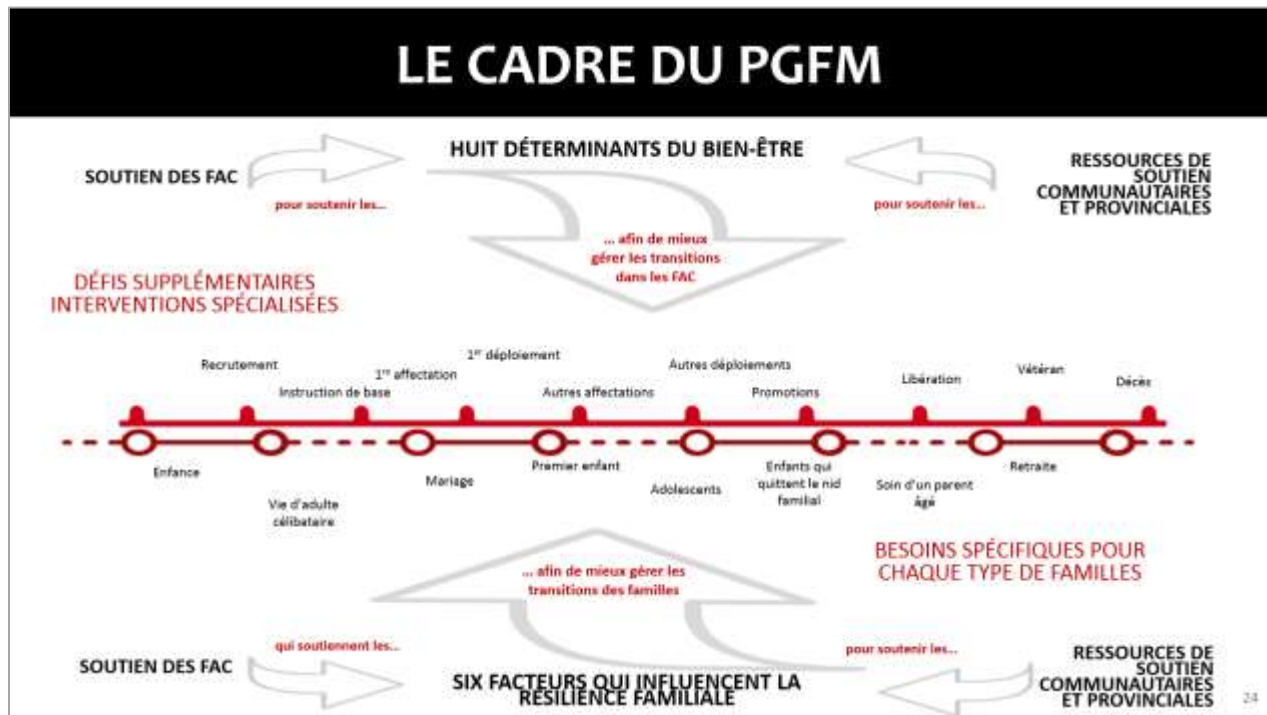 LE CADRE DU PGFM
HUIT DÉTERMINANTS DU BIEN-ÊTRE
SOUTIEN DES FAC
pour soutenir les...
RESSOURCES DE
SOUTIEN
COMMUNAUTAIRES
ET PROVINCIALES
pour soutenir les...
... afin de mieux
gérer les transitions
dans les FAC
DÉFIS SUPPLÉMENTAIRES
INTERVENTIONS SPÉCIALISÉES
Recrutement
Instruction de base
1re affectation
1er déploiement
Autres affectations
Autres déploiements
Promotions
Libération
Vétéran
Décès
Enfance
Vie d'adulte
célibataire
Mariage
Premier enfant
Adolescents
Enfants qui
quittent le nid
familial
Soin d'un parent
âgé
Retraite
BESOINS SPÉCIFIQUES POUR
CHAQUE TYPE DE FAMILLES
... afin de mieux gérer les
transitions des familles
qui soutiennent les...
SOUTIEN DES FAC
pour soutenir les...
SIX FACTEURS QUI INFLUENCENT LA
RÉSILIENCE FAMILIALE
RESSOURCES DE
SOUTIEN
COMMUNAUTAIRES
ET PROVINCIALES
24